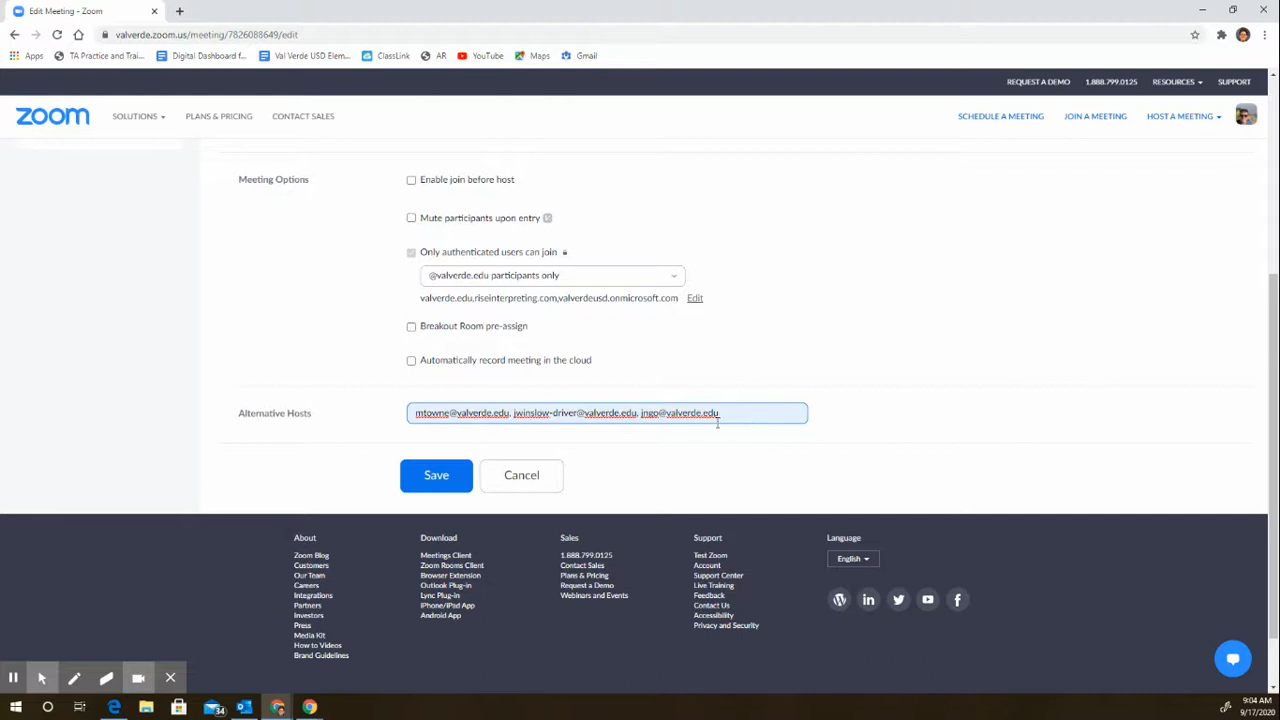 Edit Meeting - Zoom
valverde.zoom.us/meeting/7826088649/edit
Apps TA Practice and Trai... Digital Dashboard f... Val Verde USD Elem... ClassLink AR YouTube Maps Gmail
REQUEST A DEMO 1.888.799.0125 RESOURCES SUPPORT
zoom SOLUTIONS PLANS & PRICING CONTACT SALES SCHEDULE A MEETING JOIN A MEETING HOST A MEETING
Meeting Options Enable join before host
Mute participants upon entry
Only authenticated users can join
@valverde.edu participants only
valverde.edu,riseinterpreting.com,valverdeusd.onmicrosoft.com Edit
Breakout Room pre-assign
Automatically record meeting in the cloud
Alternative Hosts mtowne@valverde.edu, jwinslow-driver@valverde.edu, jngo@valverde.edu
Save Cancel
About Download Sales Support Language
Zoom Blog Meetings Client 1.888.799.0125 Test Zoom English
Customers Zoom Rooms Client Contact Sales Account
Our Team Browser Extension Plans & Pricing Support Center
Careers Outlook Plug-in Request a Demo Live Training
Integrations Lync Plug-in Webinars and Events Feedback
Partners iPhone/iPad App Contact Us
Investors Android App Accessibility
Press Privacy and Security
Media Kit
How to Videos
Brand Guidelines
34
9:04 AM
9/17/2020